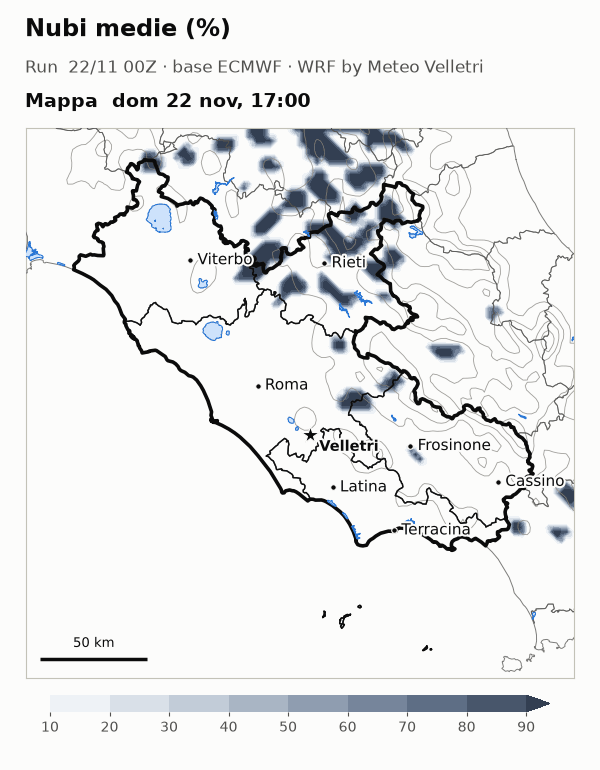 Nubi medie (%)
Run  22/11 00Z · base ECMWF · WRF by Meteo Velletri
Mappa  dom 22 nov, 17:00
Viterbo
Rieti
Roma
Velletri
Frosinone
Latina
Cassino
Terracina
50 km
10 20 30 40 50 60 70 80 90